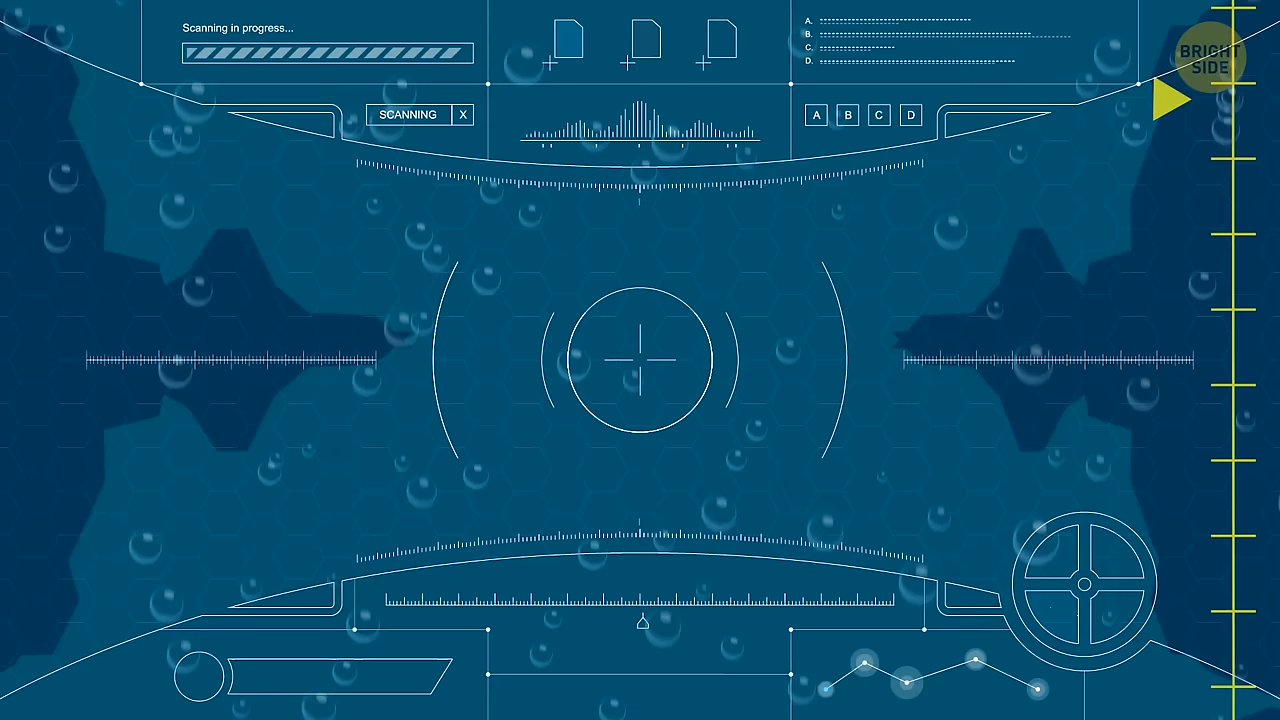 Scanning in progress...
A.
B.
C.
D.
BRIGHT
SIDE
SCANNING X
A B C D